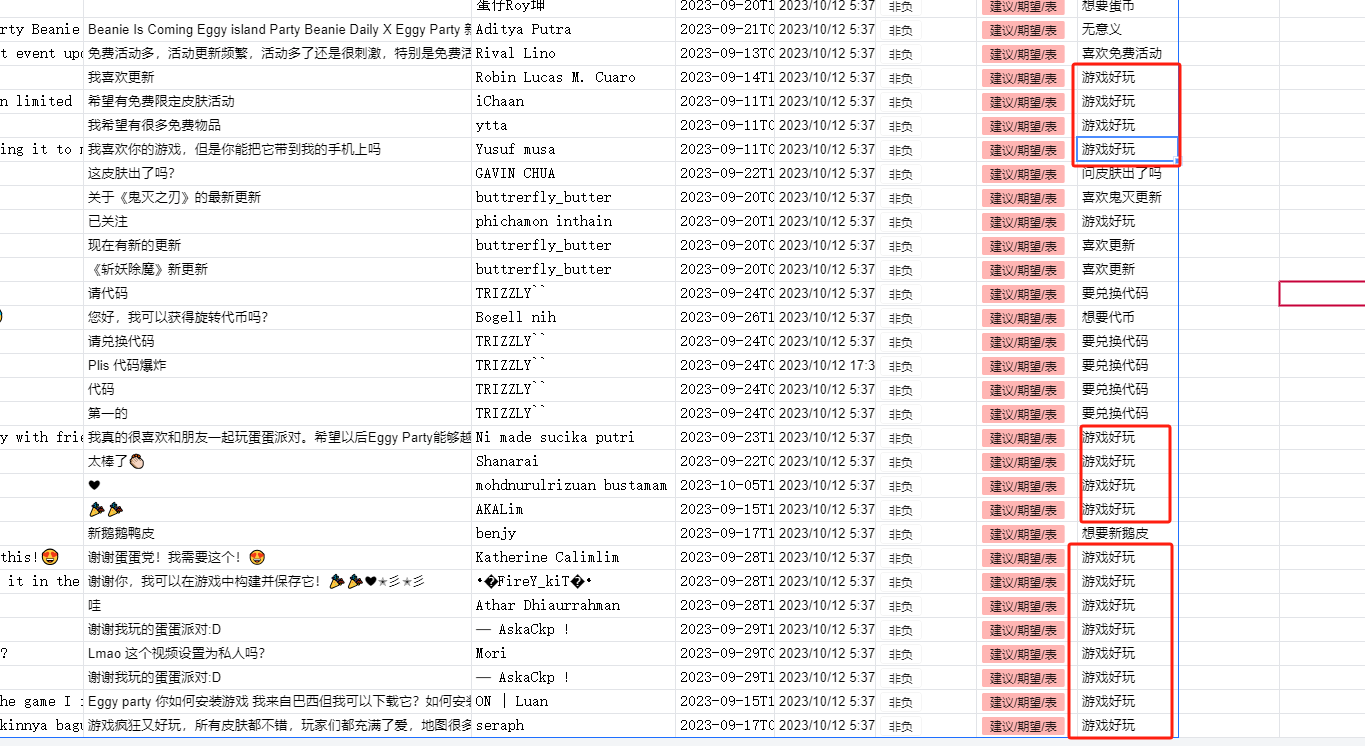 蛋仔Roy坤 2023-09-20T1 2023/10/12 5:37 非负 建议/期望/表 想要蛋币
rty Beanie Beanie Is Coming Eggy island Party Beanie Daily X Eggy Party 新 Aditya Putra 2023-09-21T0 2023/10/12 5:37 非负 建议/期望/表 无意义
t event upd 免费活动多，活动更新频繁，活动多了还是很刺激，特别是免费活 Rival Lino 2023-09-13T0 2023/10/12 5:37 非负 建议/期望/表 喜欢免费活动
我喜欢更新 Robin Lucas M. Cuaro 2023-09-14T1 2023/10/12 5:37 非负 建议/期望/表 游戏好玩
n limited 希望有免费限定皮肤活动 iChaan 2023-09-11T1 2023/10/12 5:37 非负 建议/期望/表 游戏好玩
我希望有很多免费物品 ytta 2023-09-11T0 2023/10/12 5:37 非负 建议/期望/表 游戏好玩
ing it to m 我喜欢你的游戏，但是你能把它带到我的手机上吗 Yusuf musa 2023-09-11T0 2023/10/12 5:37 非负 建议/期望/表 游戏好玩
这皮肤出了吗? GAVIN CHUA 2023-09-22T1 2023/10/12 5:37 非负 建议/期望/表 问皮肤出了吗
关于《鬼灭之刃》的最新更新 buttrerfly_butter 2023-09-20T0 2023/10/12 5:37 非负 建议/期望/表 喜欢鬼灭更新
已关注 phichamon inthain 2023-09-20T1 2023/10/12 5:37 非负 建议/期望/表 游戏好玩
现在有新的更新 buttrerfly_butter 2023-09-20T0 2023/10/12 5:37 非负 建议/期望/表 喜欢更新
《斩妖除魔》新更新 buttrerfly_butter 2023-09-20T0 2023/10/12 5:37 非负 建议/期望/表 喜欢更新
请代码 TRIZZLY`` 2023-09-24T0 2023/10/12 5:37 非负 建议/期望/表 要兑换代码
您好，我可以获得旋转代币吗? Bogell nih 2023-09-26T1 2023/10/12 5:37 非负 建议/期望/表 想要代币
请兑换代码 TRIZZLY`` 2023-09-24T0 2023/10/12 5:37 非负 建议/期望/表 要兑换代码
Plis 代码爆炸 TRIZZLY`` 2023-09-24T0 2023/10/12 17:3 非负 建议/期望/表 要兑换代码
代码 TRIZZLY`` 2023-09-24T0 2023/10/12 5:37 非负 建议/期望/表 要兑换代码
第一的 TRIZZLY`` 2023-09-24T0 2023/10/12 5:37 非负 建议/期望/表 要兑换代码
y with frie 我真的很喜欢和朋友一起玩蛋蛋派对。希望以后Eggy Party能够越 Ni made sucika putri 2023-09-23T1 2023/10/12 5:37 非负 建议/期望/表 游戏好玩
太棒了👏 Shanarai 2023-09-22T0 2023/10/12 5:37 非负 建议/期望/表 游戏好玩
♥ mohdnurulrizuan bustamam 2023-10-05T1 2023/10/12 5:37 非负 建议/期望/表 游戏好玩
🎉🎉 AKALim 2023-09-15T1 2023/10/12 5:37 非负 建议/期望/表 游戏好玩
新鹅鹅鸭皮 benjy 2023-09-17T1 2023/10/12 5:37 非负 建议/期望/表 想要新鹅皮
this!😍 谢谢蛋蛋党！我需要这个！😍 Katherine Calimlim 2023-09-28T1 2023/10/12 5:37 非负 建议/期望/表 游戏好玩
it in the 谢谢你，我可以在游戏中构建并保存它！🎉🎉♥★彡★彡 •�FireY_kiT�• 2023-09-28T1 2023/10/12 5:37 非负 建议/期望/表 游戏好玩
哇 Athar Dhiaurrahman 2023-09-28T1 2023/10/12 5:37 非负 建议/期望/表 游戏好玩
谢谢我玩的蛋蛋派对:D — AskaCkp ! 2023-09-29T1 2023/10/12 5:37 非负 建议/期望/表 游戏好玩
? Lmao 这个视频设置为私人吗? Mori 2023-09-29T0 2023/10/12 5:37 非负 建议/期望/表 游戏好玩
谢谢我玩的蛋蛋派对:D — AskaCkp ! 2023-09-29T1 2023/10/12 5:37 非负 建议/期望/表 游戏好玩
he game I i Eggy party 你如何安装游戏 我来自巴西但我可以下载它？如何安装 ON | Luan 2023-09-15T1 2023/10/12 5:37 非负 建议/期望/表 游戏好玩
kinnya bagu 游戏疯狂又好玩，所有皮肤都不错，玩家们都充满了爱，地图很多 seraph 2023-09-17T0 2023/10/12 5:37 非负 建议/期望/表 游戏好玩